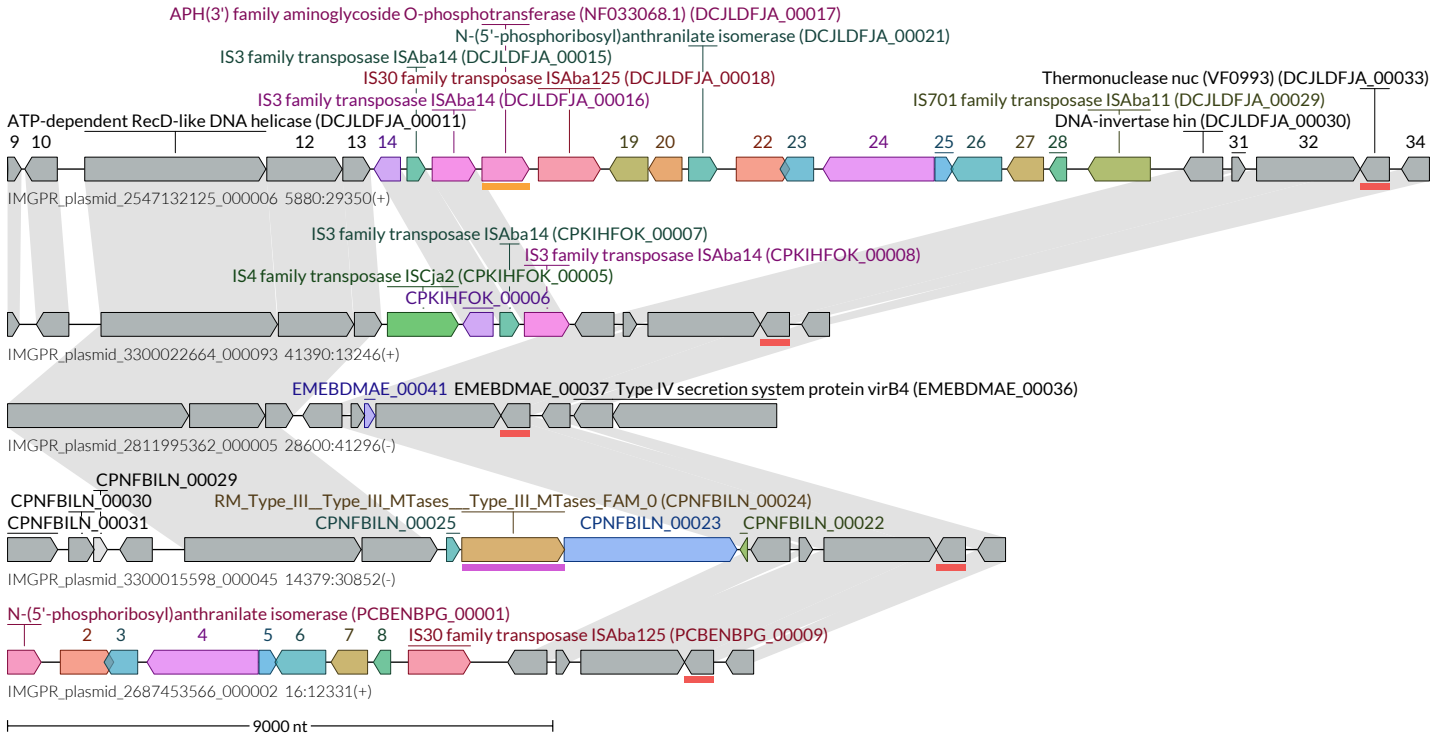 APH(3') family aminoglycoside O-phosphotransferase (NF033068.1) (DCJLDFJA_00017)
N-(5'-phosphoribosyl)anthranilate isomerase (DCJLDFJA_00021)
IS3 family transposase ISAba14 (DCJLDFJA_00015)
IS30 family transposase ISAba125 (DCJLDFJA_00018)
Thermonuclease nuc (VF0993) (DCJLDFJA_00033)
IS3 family transposase ISAba14 (DCJLDFJA_00016)
IS701 family transposase ISAba11 (DCJLDFJA_00029)
ATP-dependent RecD-like DNA helicase (DCJLDFJA_00011)
DNA-invertase hin (DCJLDFJA_00030)
9 10 12 13 14 19 20 22 23 24 25 26 27 28 31 32 34
IMGPR_plasmid_2547132125_000006 5880:29350(+)
IS3 family transposase ISAba14 (CPKIHFOK_00007)
IS3 family transposase ISAba14 (CPKIHFOK_00008)
IS4 family transposase ISCja2 (CPKIHFOK_00005)
CPKIHFOK_00006
IMGPR_plasmid_3300022664_000093 41390:13246(+)
EMEBDMAE_00041 EMEBDMAE_00037 Type IV secretion system protein virB4 (EMEBDMAE_00036)
IMGPR_plasmid_2811995362_000005 28600:41296(-)
CPNFBILN_00029
CPNFBILN_00030 RM_Type_III__Type_III_MTases___Type_III_MTases_FAM_0 (CPNFBILN_00024)
CPNFBILN_00031 CPNFBILN_00025 CPNFBILN_00023 CPNFBILN_00022
IMGPR_plasmid_3300015598_000045 14379:30852(-)
N-(5'-phosphoribosyl)anthranilate isomerase (PCBENBPG_00001)
2 3 4 5 6 7 8 IS30 family transposase ISAba125 (PCBENBPG_00009)
IMGPR_plasmid_2687453566_000002 16:12331(+)
9000 nt